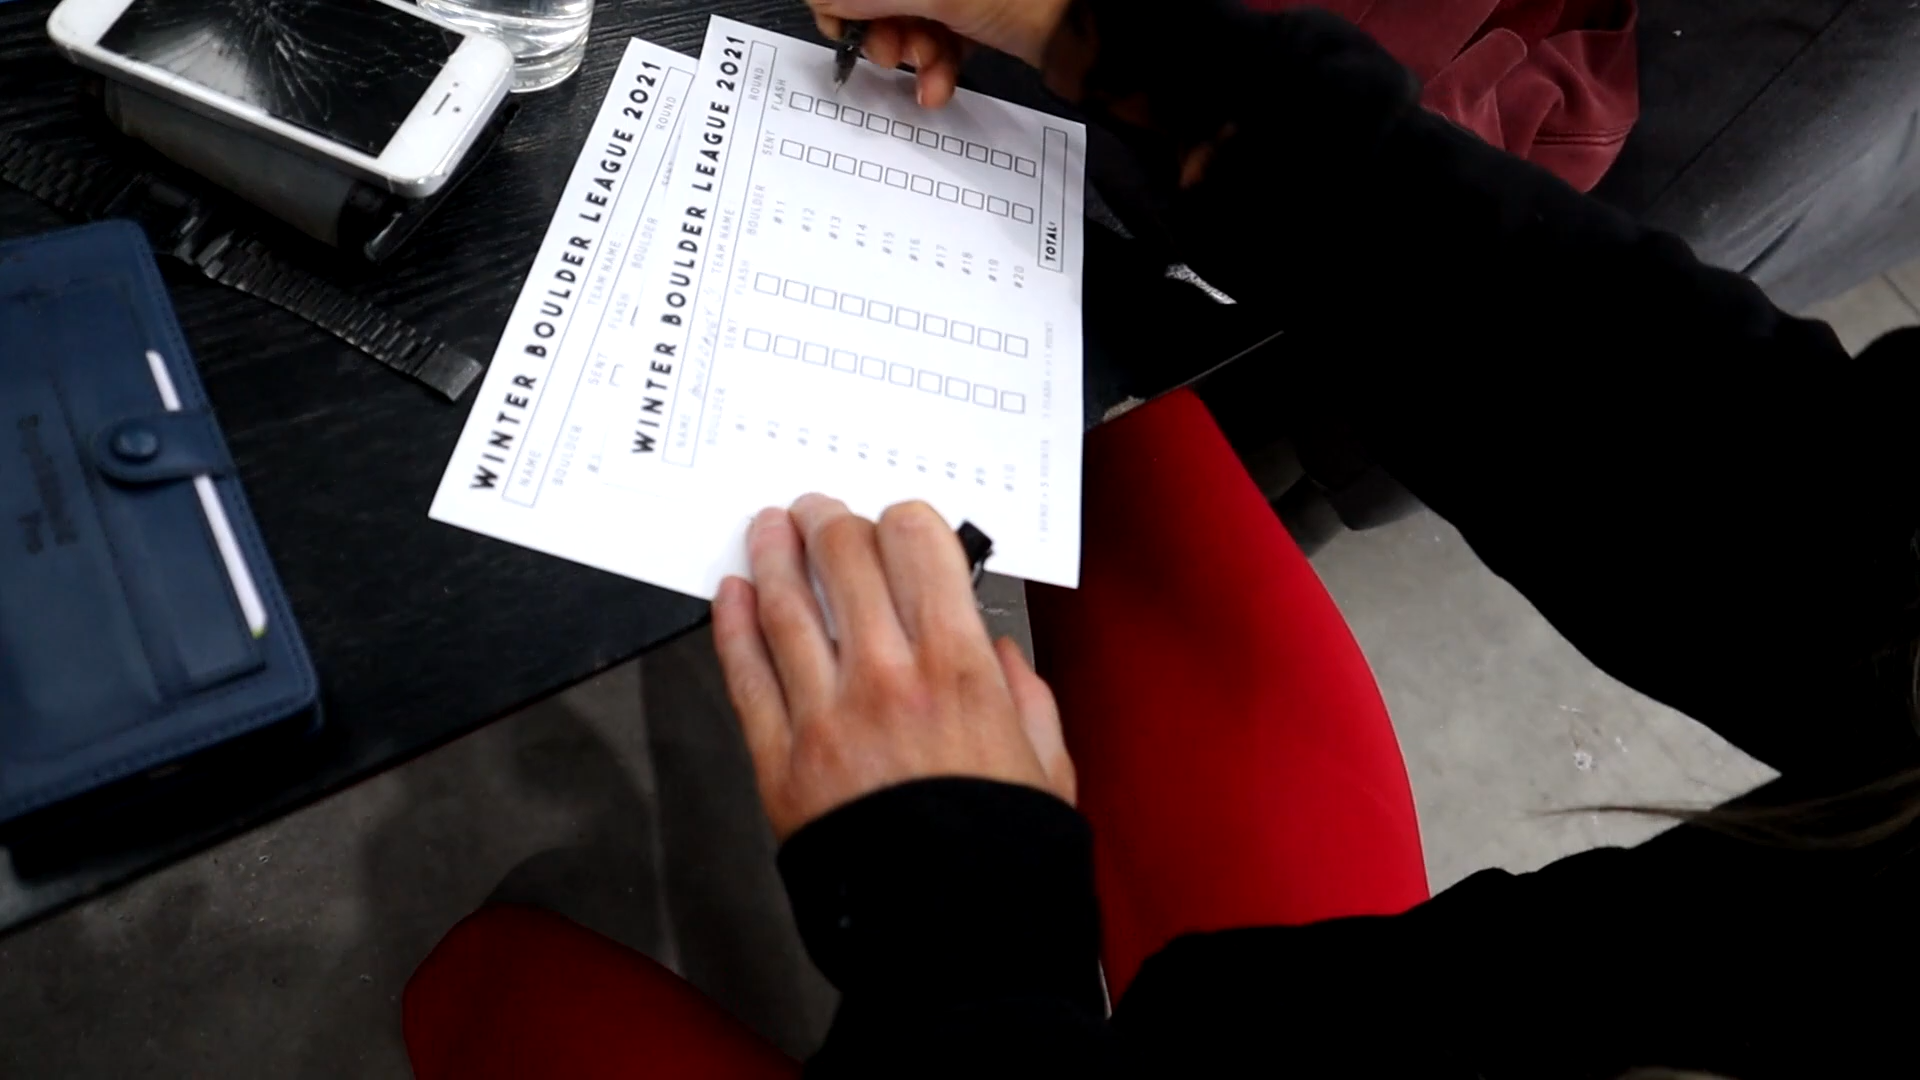 WINTER BOULDER LEAGUE 2021
NAME TEAM NAME: ROUND
BOULDER SENT FLASH BOULDER
#1
WINTER BOULDER LEAGUE 2021
NAME TEAM NAME: ROUND
BOULDER SENT FLASH BOULDER SENT FLASH
#1 #11
#2 #12
#3 #13
#4 #14
#5 #15
#6 #16
#7 #17
#8 #18
#9 #19
#10 #20
TOTAL: